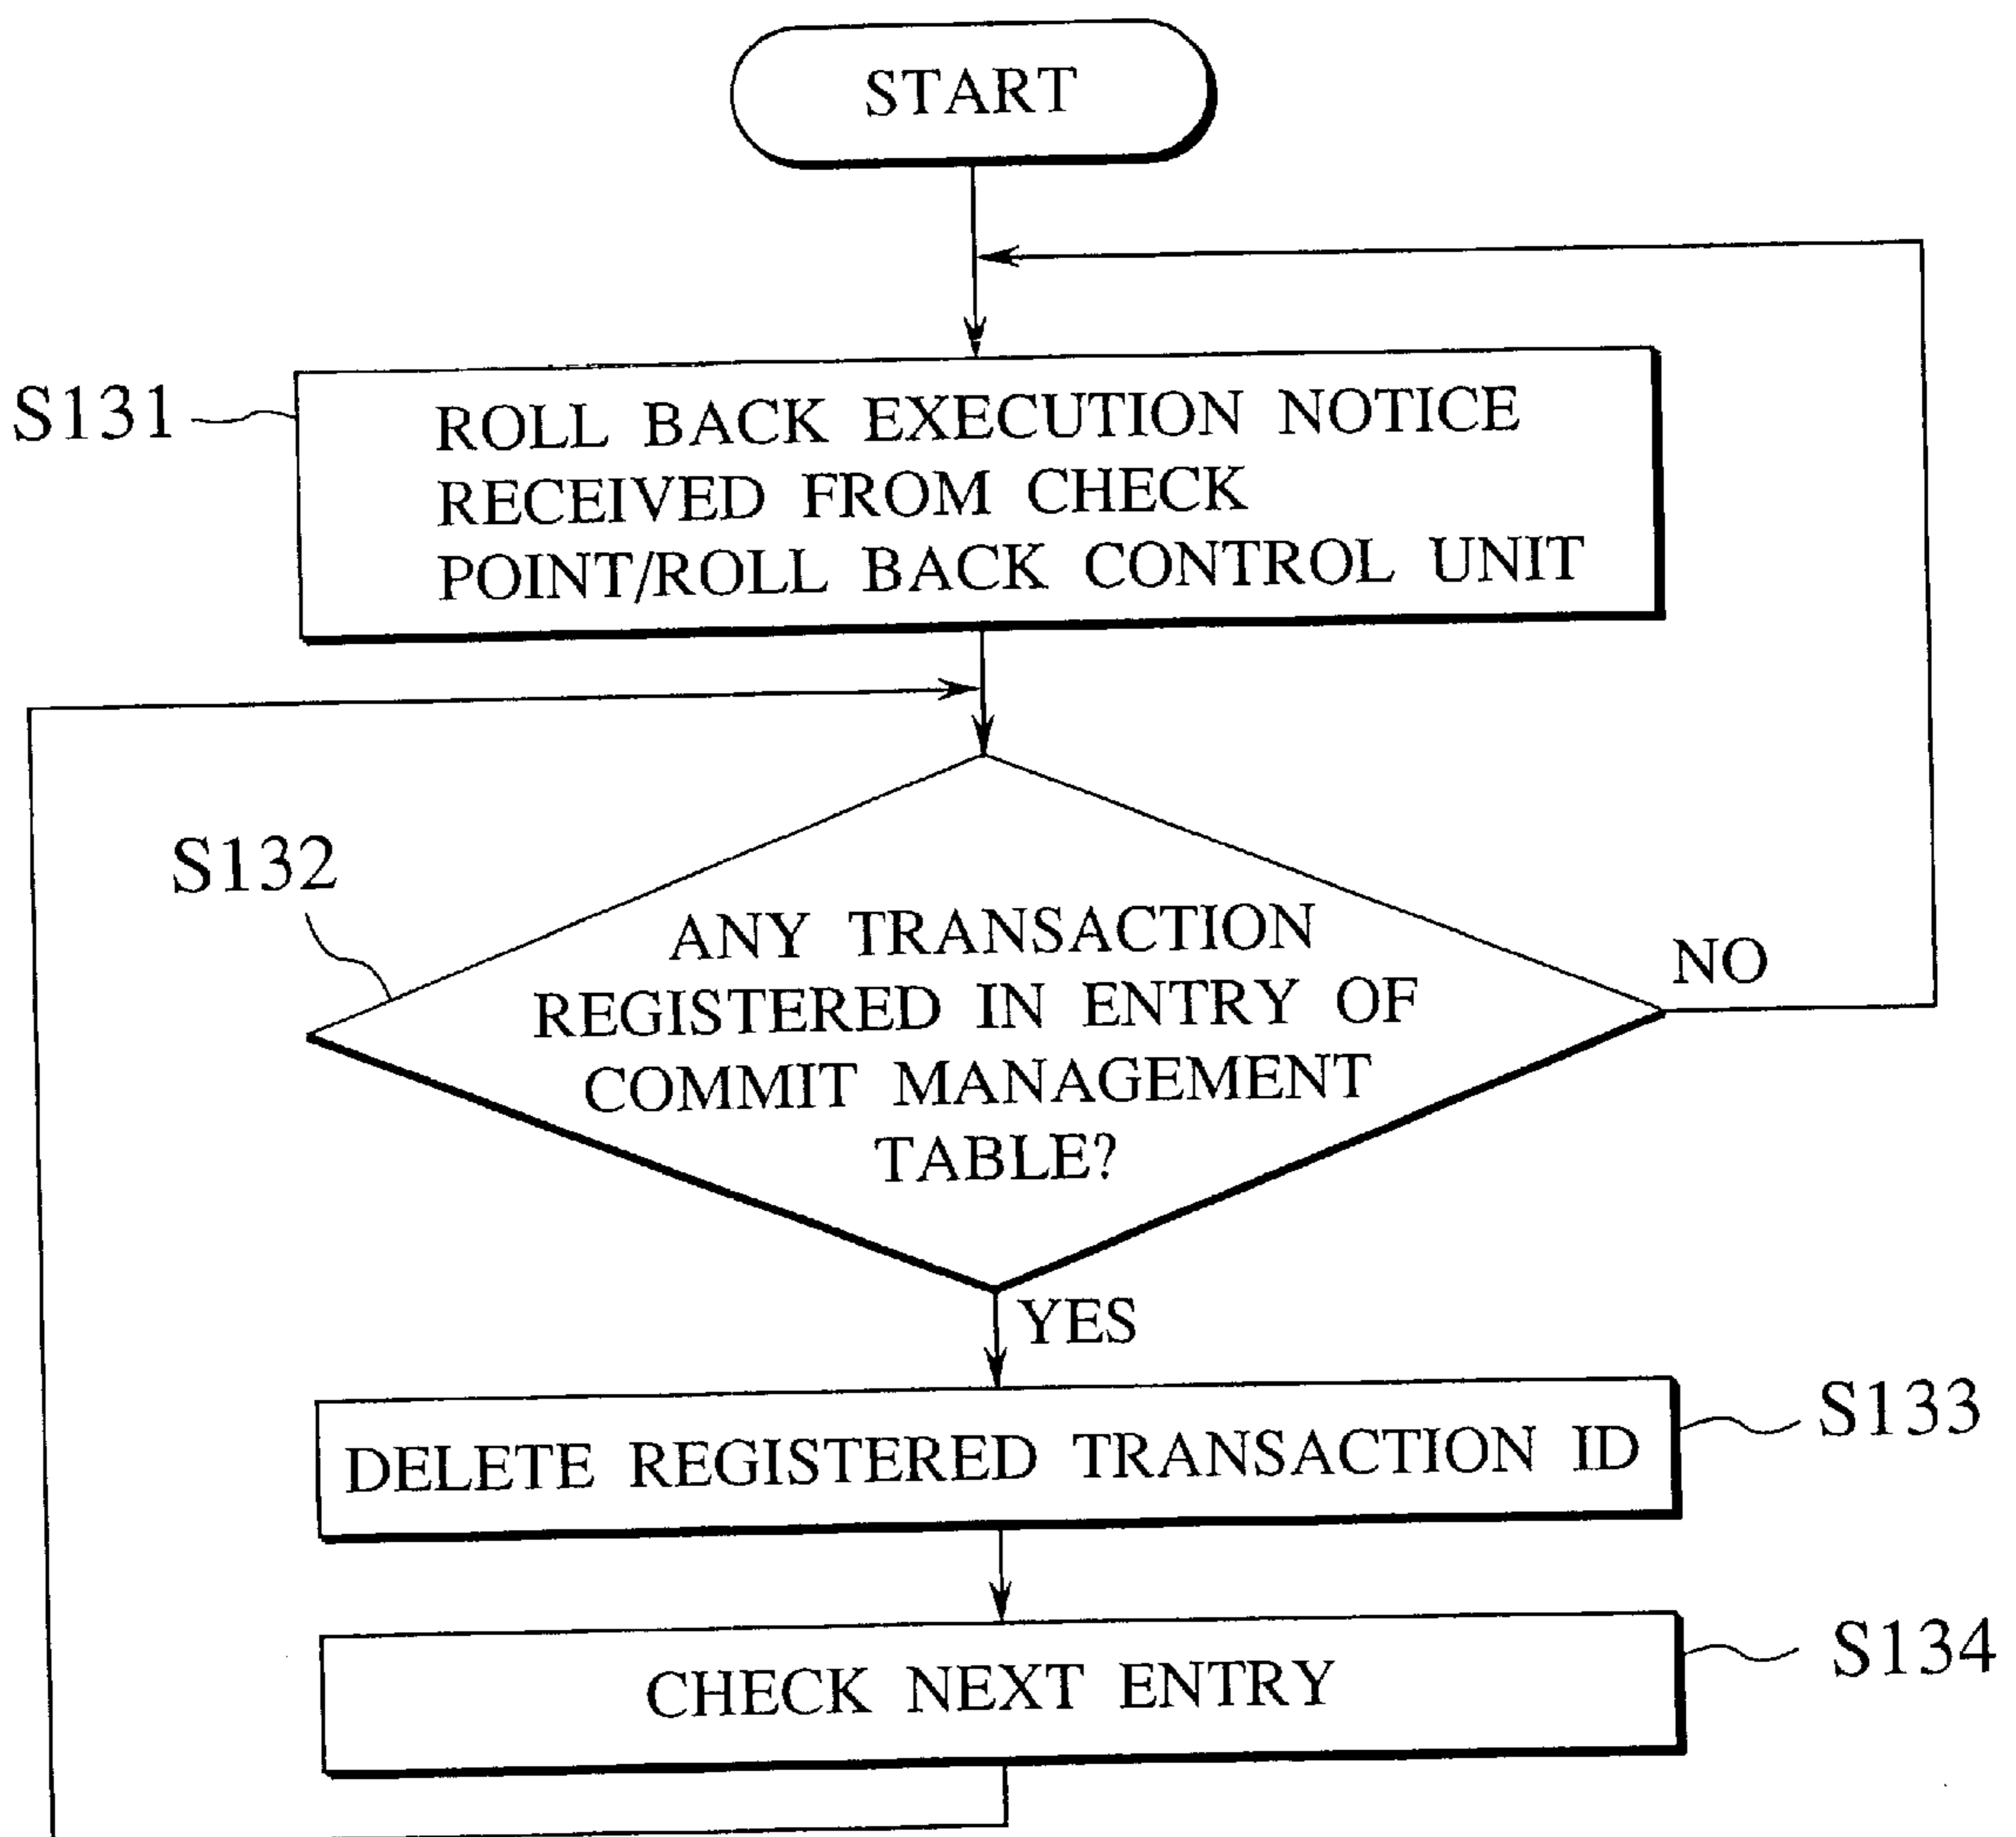 START
S131
ROLL BACK EXECUTION NOTICE
RECEIVED FROM CHECK
POINT/ROLL BACK CONTROL UNIT
S132
ANY TRANSACTION
REGISTERED IN ENTRY OF
COMMIT MANAGEMENT
TABLE?
NO
YES
DELETE REGISTERED TRANSACTION ID
S133
CHECK NEXT ENTRY
S134